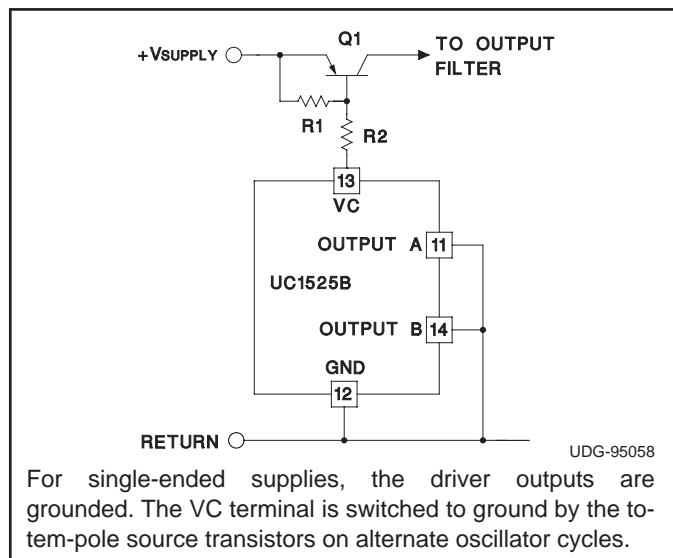 Q1
+VSUPPLY
TO OUTPUT
FILTER
R1
R2
13
VC
OUTPUT A 11
UC1525B
OUTPUT B 14
GND
12
RETURN
UDG-95058
For single-ended supplies, the driver outputs are
grounded. The VC terminal is switched to ground by the to-
tem-pole source transistors on alternate oscillator cycles.